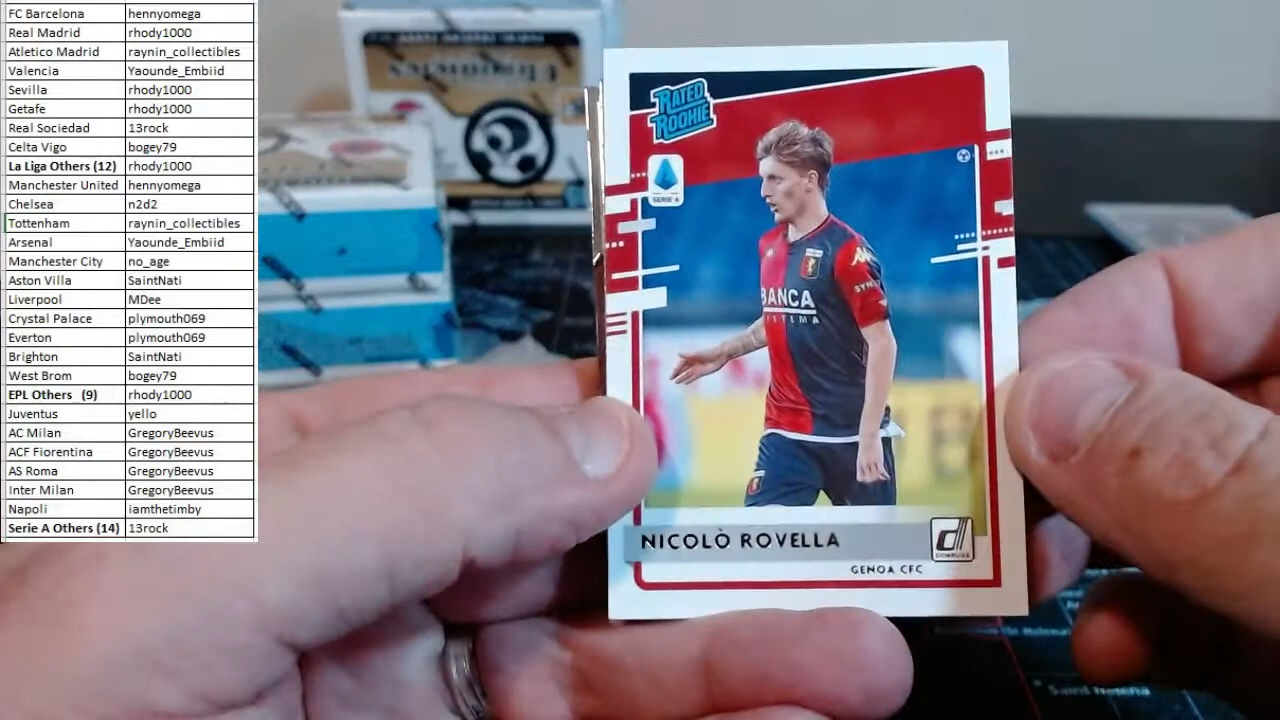 FC Barcelona hennyomega
Real Madrid rhody1000
Atletico Madrid raynin_collectibles
Valencia Yaounde_Embiid
Sevilla rhody1000
Getafe rhody1000
Real Sociedad 13rock
Celta Vigo bogey79
La Liga Others (12) rhody1000
Manchester United hennyomega
Chelsea n2d2
Tottenham raynin_collectibles
Arsenal Yaounde_Embiid
Manchester City no_age
Aston Villa SaintNati
Liverpool MDee
Crystal Palace plymouth069
Everton plymouth069
Brighton SaintNati
West Brom bogey79
EPL Others (9) rhody1000
Juventus yello
AC Milan GregoryBeevus
ACF Fiorentina GregoryBeevus
AS Roma GregoryBeevus
Inter Milan GregoryBeevus
Napoli iamthetimby
Serie A Others (14) 13rock
RATED
ROOKIE
SERIE A
BANCA
SISTEMA
NICOLÒ ROVELLA
d
DONRUSS
GENOA CFC
Saint Helena